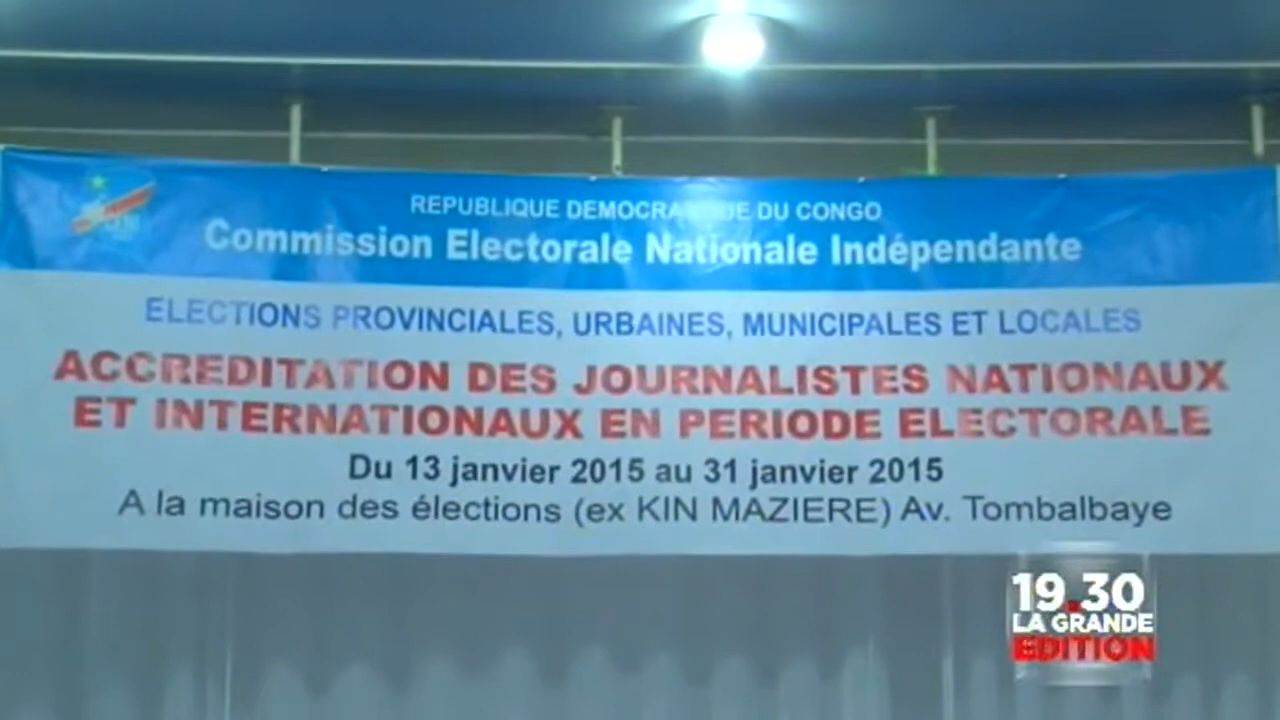 REPUBLIQUE DEMOCRATIQUE DU CONGO
Commission Electorale Nationale Indépendante
ELECTIONS PROVINCIALES, URBAINES, MUNICIPALES ET LOCALES
ACCREDITATION DES JOURNALISTES NATIONAUX
ET INTERNATIONAUX EN PERIODE ELECTORALE
Du 13 janvier 2015 au 31 janvier 2015
A la maison des élections (ex KIN MAZIERE) Av. Tombalbaye
19.30
LA GRANDE
EDITION